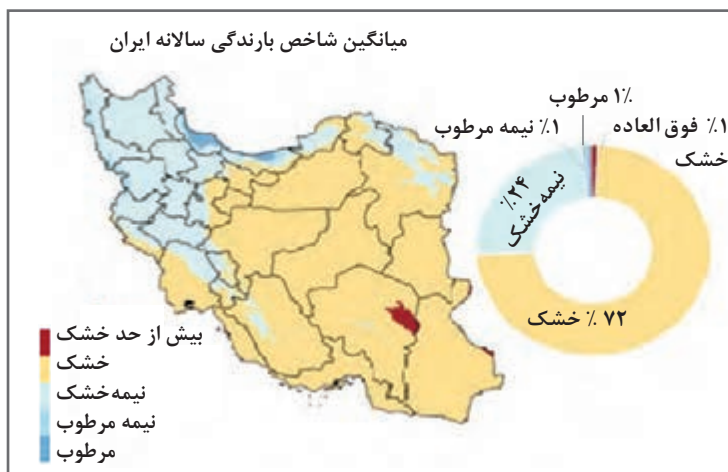 میانگین شاخص بارندگی سالانه ایران
۱٪ مرطوب
۱٪ فوق العاده
خشک
۱٪ نیمه مرطوب
۲۴٪
نیمه خشک
۷۲ ٪ خشک
بیش از حد خشک
خشک
نیمه‌خشک
نیمه مرطوب
مرطوب